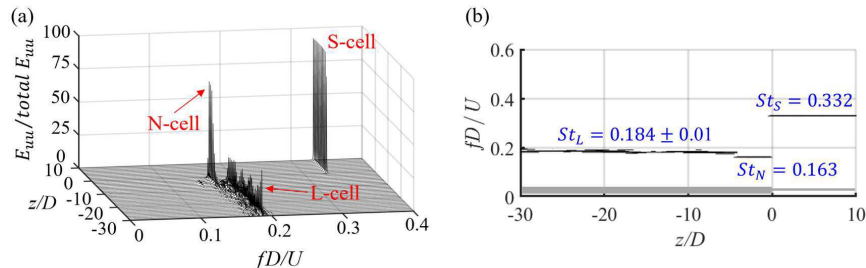 (a)
100
75
50
25
0
E_uu/total E_uu
S-cell
N-cell
L-cell
10
0
-10
-20
-30
z/D
0
0.1
0.2
0.3
0.4
fD/U
(b)
0.6
0.4
0.2
0
fD/U
St_S = 0.332
St_L = 0.184 ± 0.01
St_N = 0.163
-30
-20
-10
0
10
z/D